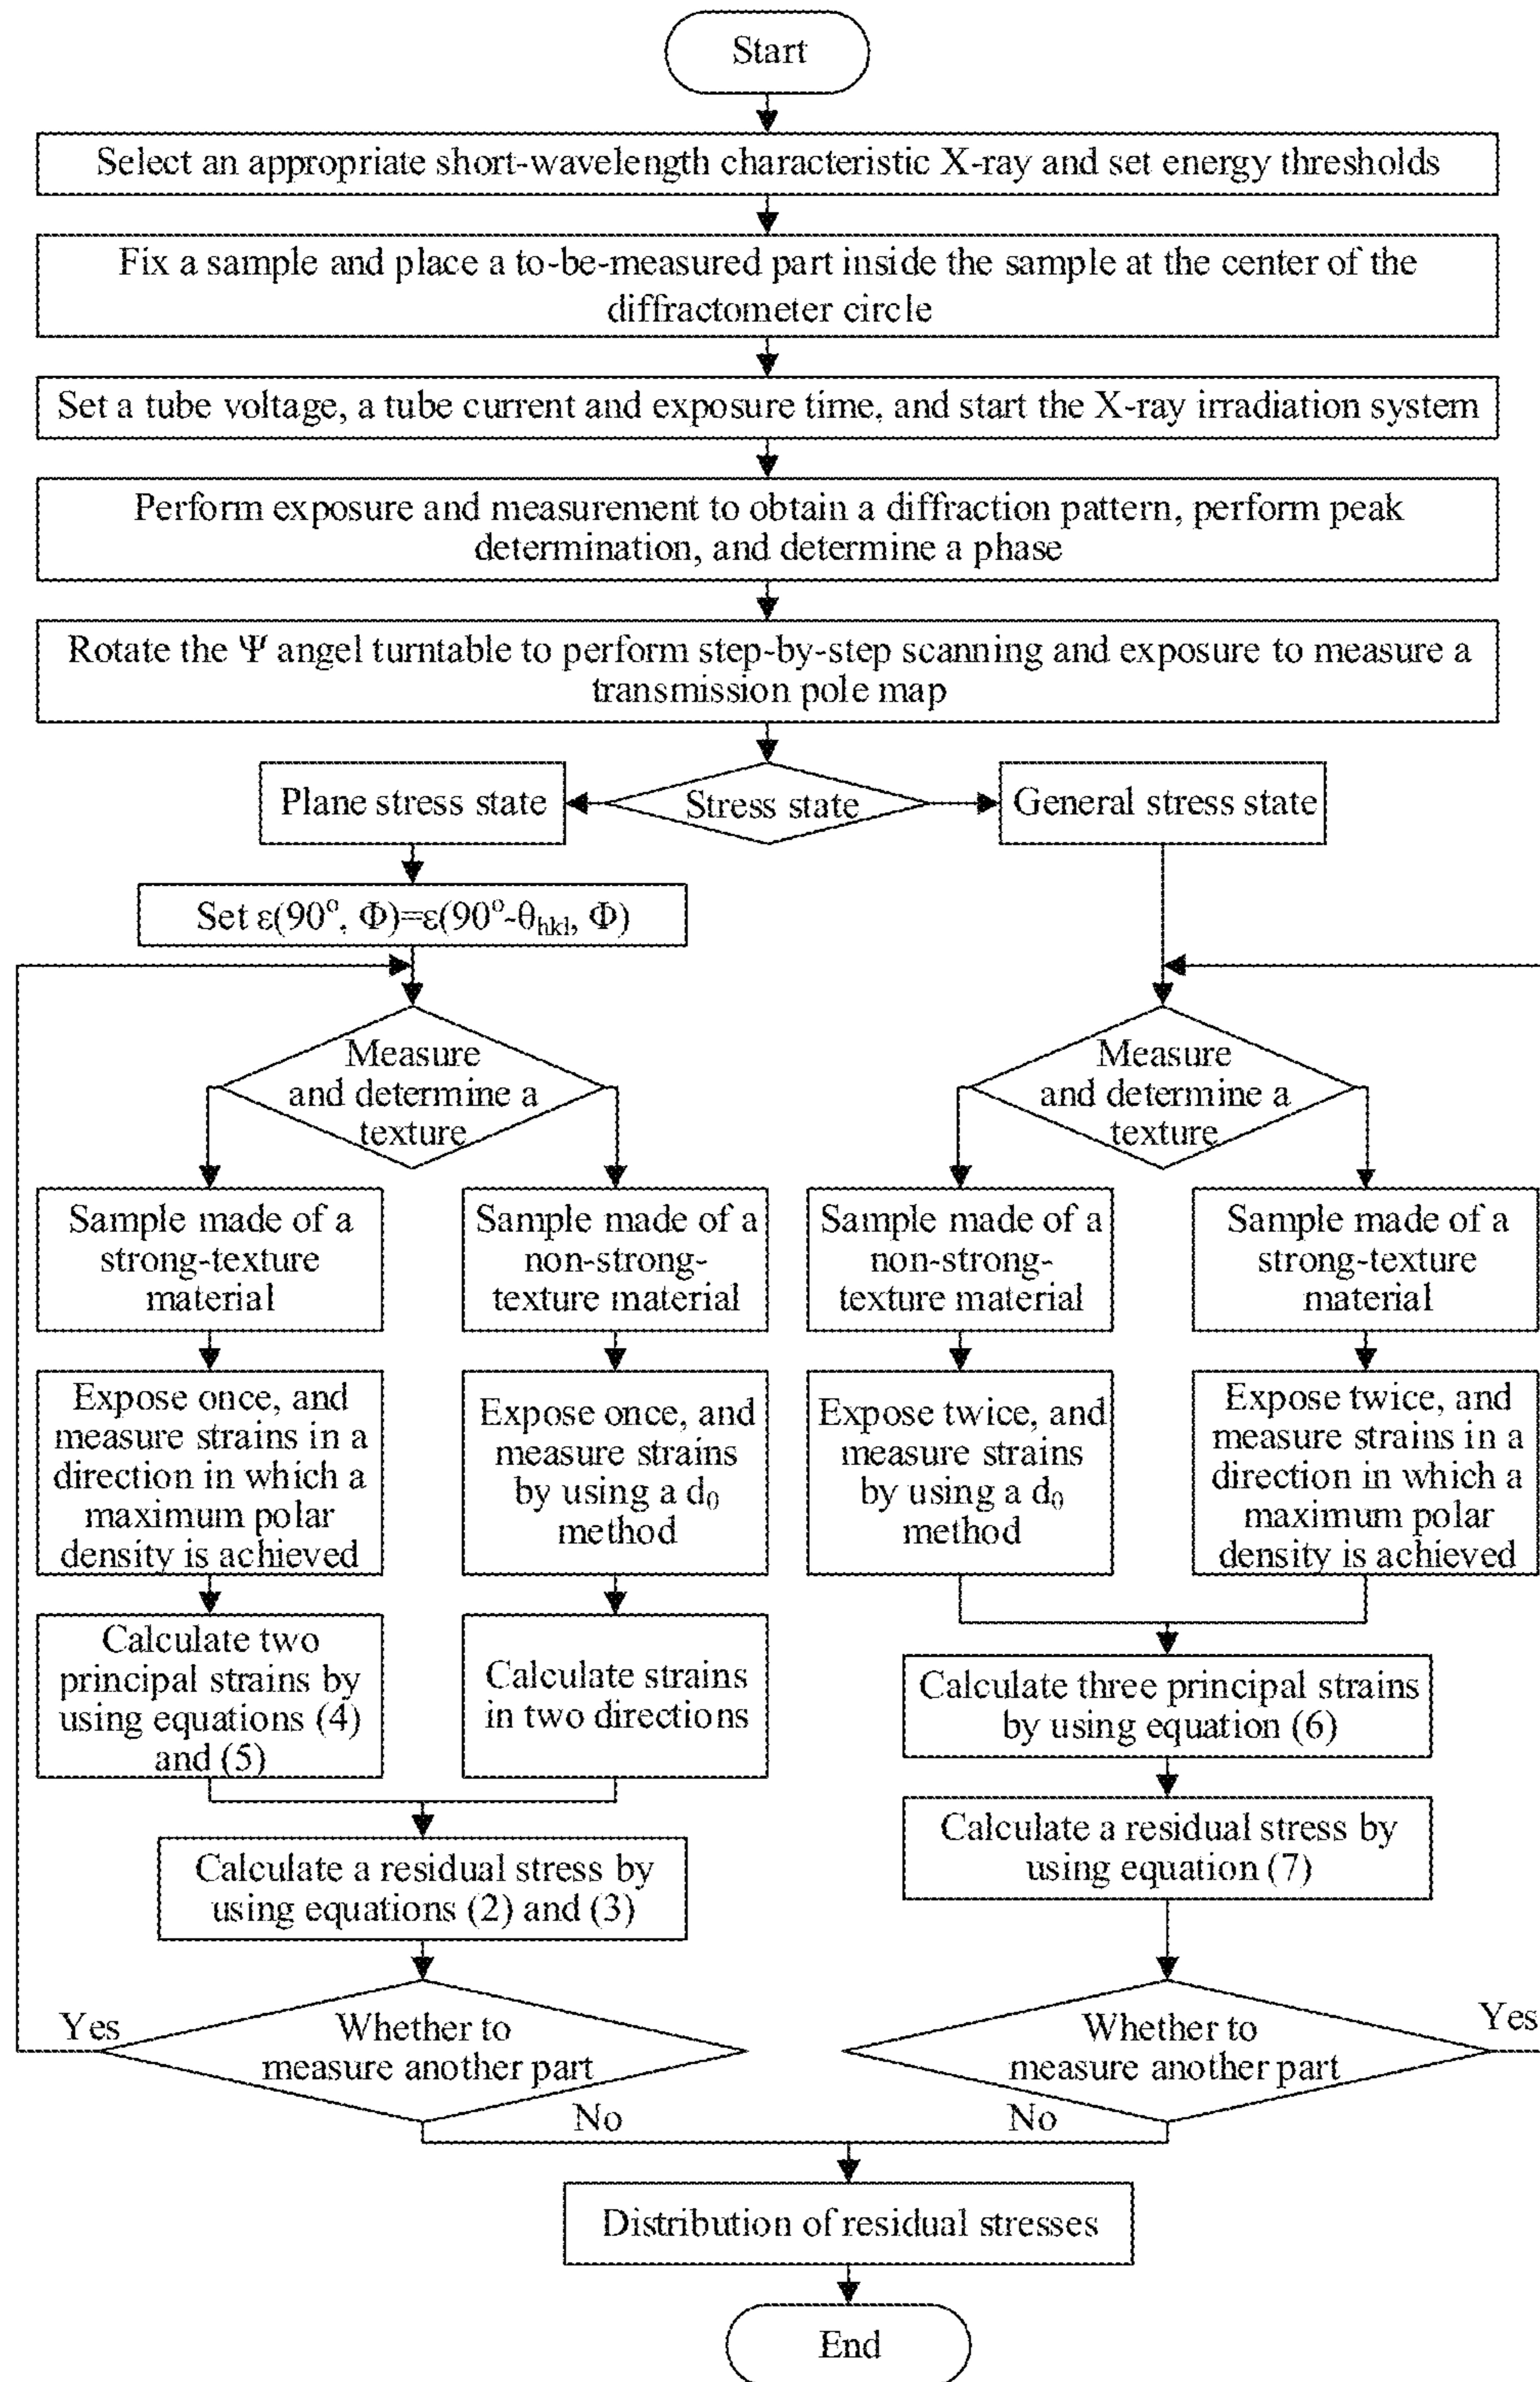 Start
Select an appropriate short-wavelength characteristic X-ray and set energy thresholds
Fix a sample and place a to-be-measured part inside the sample at the center of the
diffractometer circle
Set a tube voltage, a tube current and exposure time, and start the X-ray irradiation system
Perform exposure and measurement to obtain a diffraction pattern, perform peak
determination, and determine a phase
Rotate the Ψ angel turntable to perform step-by-step scanning and exposure to measure a
transmission pole map
Plane stress state
Stress state
General stress state
Set ε(90°, Φ)=ε(90°-θhkl, Φ)
Measure
and determine a
texture
Measure
and determine a
texture
Sample made of a
strong-texture
material
Sample made of a
non-strong-
texture material
Sample made of a
non-strong-
texture material
Sample made of a
strong-texture
material
Expose once, and
measure strains in a
direction in which a
maximum polar
density is achieved
Expose once, and
measure strains
by using a d₀
method
Expose twice, and
measure strains
by using a d₀
method
Expose twice, and
measure strains in a
direction in which a
maximum polar
density is achieved
Calculate two
principal strains by
using equations (4)
and (5)
Calculate strains
in two directions
Calculate three principal strains
by using equation (6)
Calculate a residual stress by
using equations (2) and (3)
Calculate a residual stress by
using equation (7)
Yes
Whether to
measure another part
No
Whether to
measure another part
Yes
No
Distribution of residual stresses
End